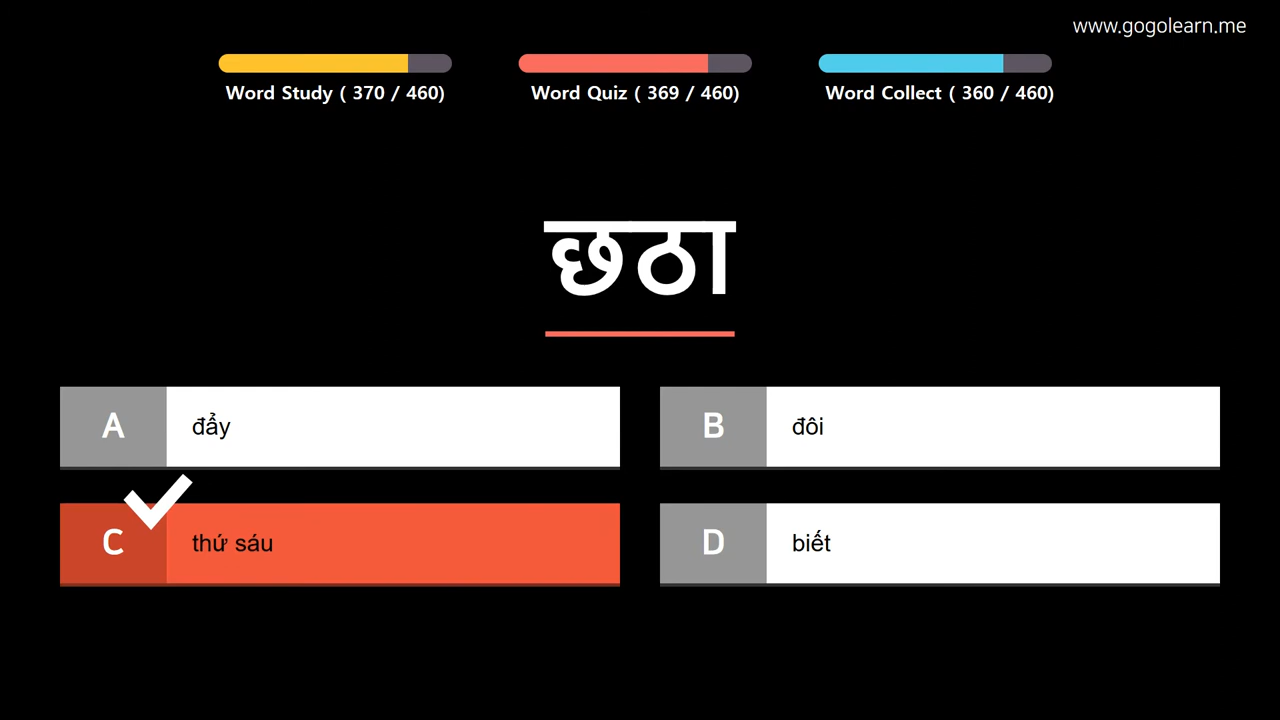 www.gogolearn.me
Word Study ( 370 / 460)
Word Quiz ( 369 / 460)
Word Collect ( 360 / 460)
छठा
A đẩy
B đôi
C thứ sáu
D biết